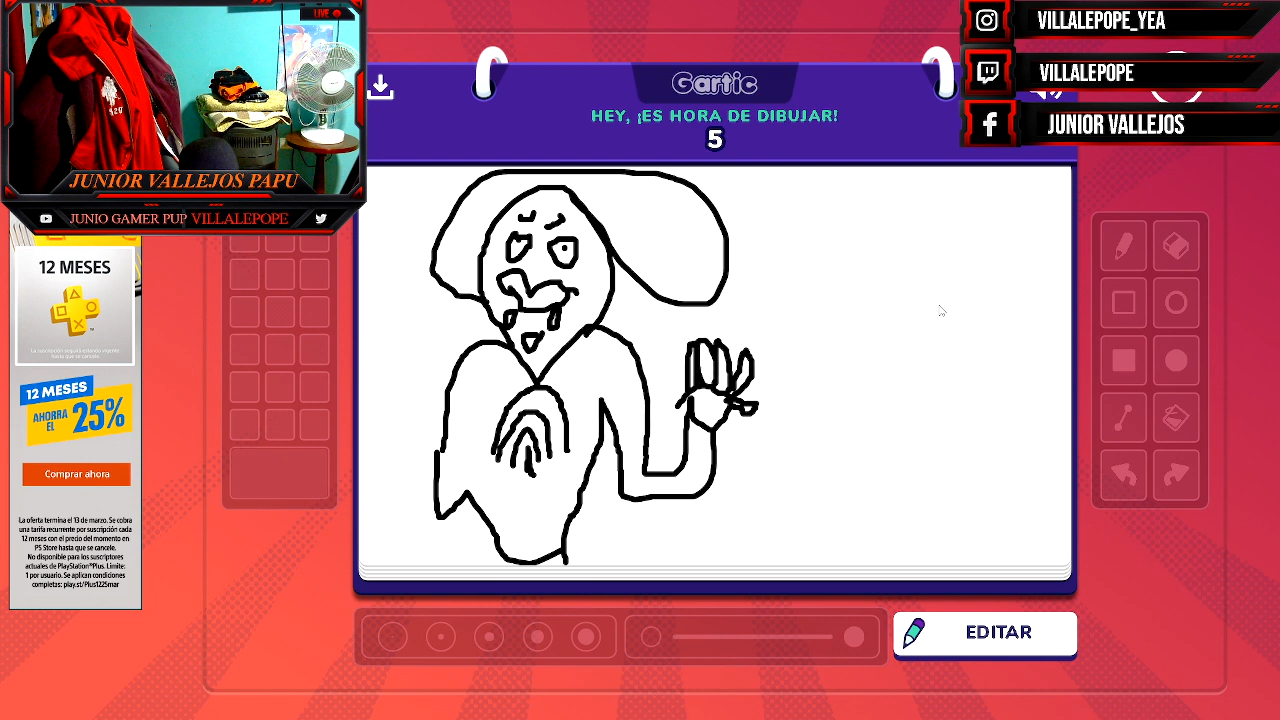 LIVE
JUNIOR VALLEJOS PAPU
JUNIO GAMER PUP VILLALEPOPE
VILLALEPOPE_YEA
VILLALEPOPE
JUNIOR VALLEJOS
Gartic
HEY, ¡ES HORA DE DIBUJAR!
5
12 MESES
12 MESES
AHORRA
EL
25%
Comprar ahora
La oferta termina el 13 de marzo. Se cobra
una tarifa recurrente por suscripción cada
12 meses con el precio del momento en
PS Store hasta que se cancele.
No disponible para los suscriptores
actuales de PlayStation®Plus. Límite:
1 por usuario. Se aplican condiciones
completas: play.st/Plus122Smar
EDITAR